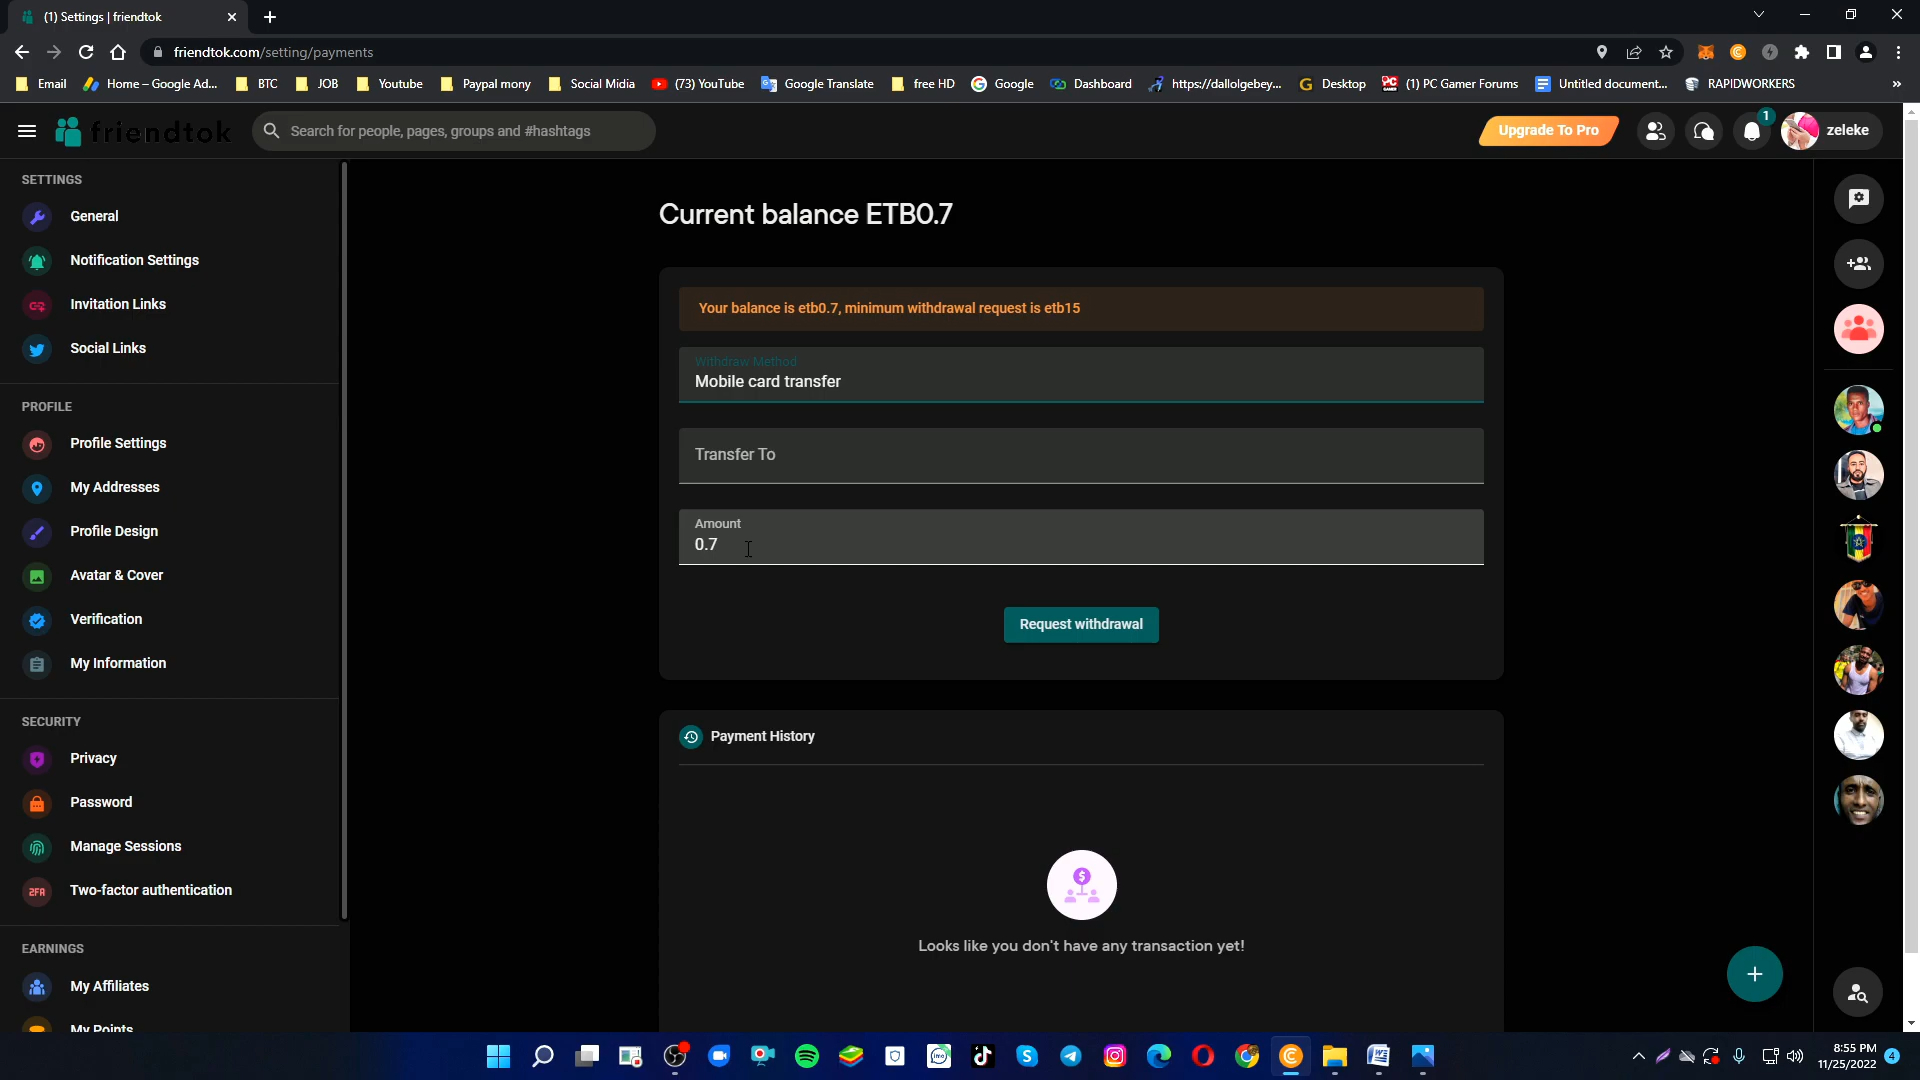 (1) Settings | friendtok
friendtok.com/setting/payments
Email
Home – Google Ad...
BTC
JOB
Youtube
Paypal mony
Social Midia
(73) YouTube
Google Translate
free HD
Google
Dashboard
https://dallolgebey...
Desktop
(1) PC Gamer Forums
Untitled document...
RAPIDWORKERS
»
friendtok
Search for people, pages, groups and #hashtags
Upgrade To Pro
1
zeleke
SETTINGS
General
Notification Settings
Invitation Links
Social Links
PROFILE
Profile Settings
My Addresses
Profile Design
Avatar & Cover
Verification
My Information
SECURITY
Privacy
Password
Manage Sessions
2FA
Two-factor authentication
EARNINGS
My Affiliates
My Points
Current balance ETB0.7
Your balance is etb0.7, minimum withdrawal request is etb15
Withdraw Method
Mobile card transfer
Transfer To
Amount
0.7
Request withdrawal
Payment History
Looks like you don't have any transaction yet!
8:55 PM
11/25/2022
4